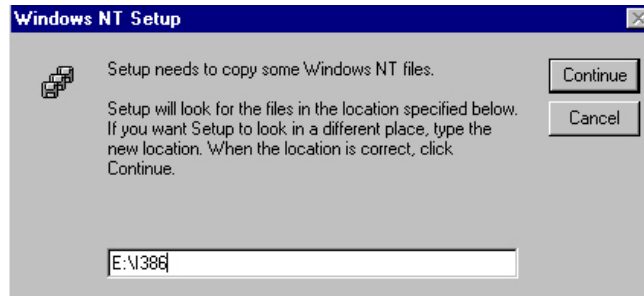 Windows NT Setup
Setup needs to copy some Windows NT files.
Continue
Setup will look for the files in the location specified below.
If you want Setup to look in a different place, type the
new location. When the location is correct, click
Continue.
Cancel
E:\I386